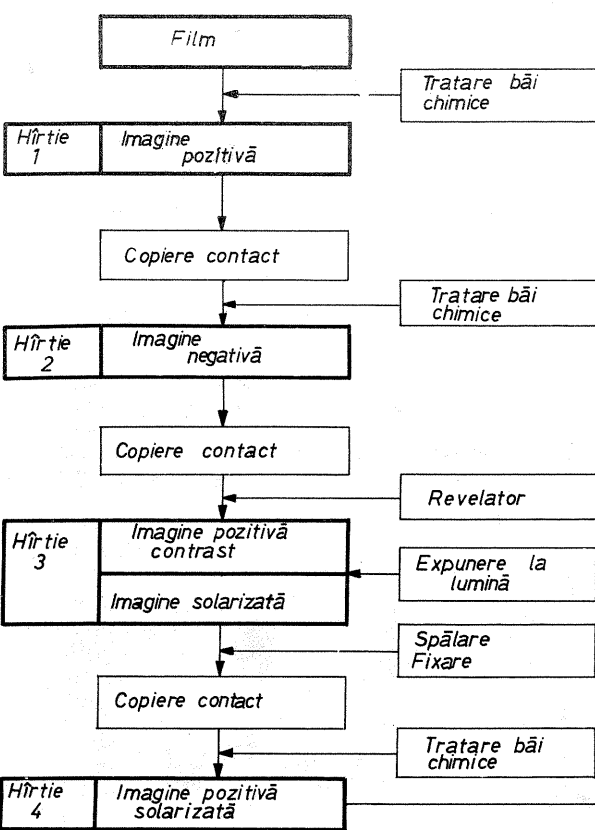 Film
Tratare băi
chimice
Hîrtie
1
Imagine
pozitivă
Copiere contact
Tratare băi
chimice
Hîrtie
2
Imagine
negativă
Copiere contact
Revelator
Hîrtie
3
Imagine pozitivă
contrast
Expunere la
lumină
Imagine solarizată
Spălare
Fixare
Copiere contact
Tratare băi
chimice
Hîrtie
4
Imagine pozitivă
solarizată